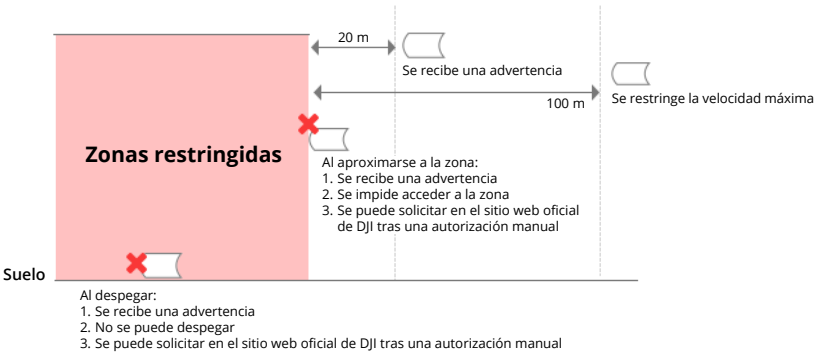 20 m
Se recibe una advertencia
100 m
Se restringe la velocidad máxima
Zonas restringidas
Al aproximarse a la zona:
1. Se recibe una advertencia
2. Se impide acceder a la zona
3. Se puede solicitar en el sitio web oficial
de DJI tras una autorización manual
Suelo
Al despegar:
1. Se recibe una advertencia
2. No se puede despegar
3. Se puede solicitar en el sitio web oficial de DJI tras una autorización manual